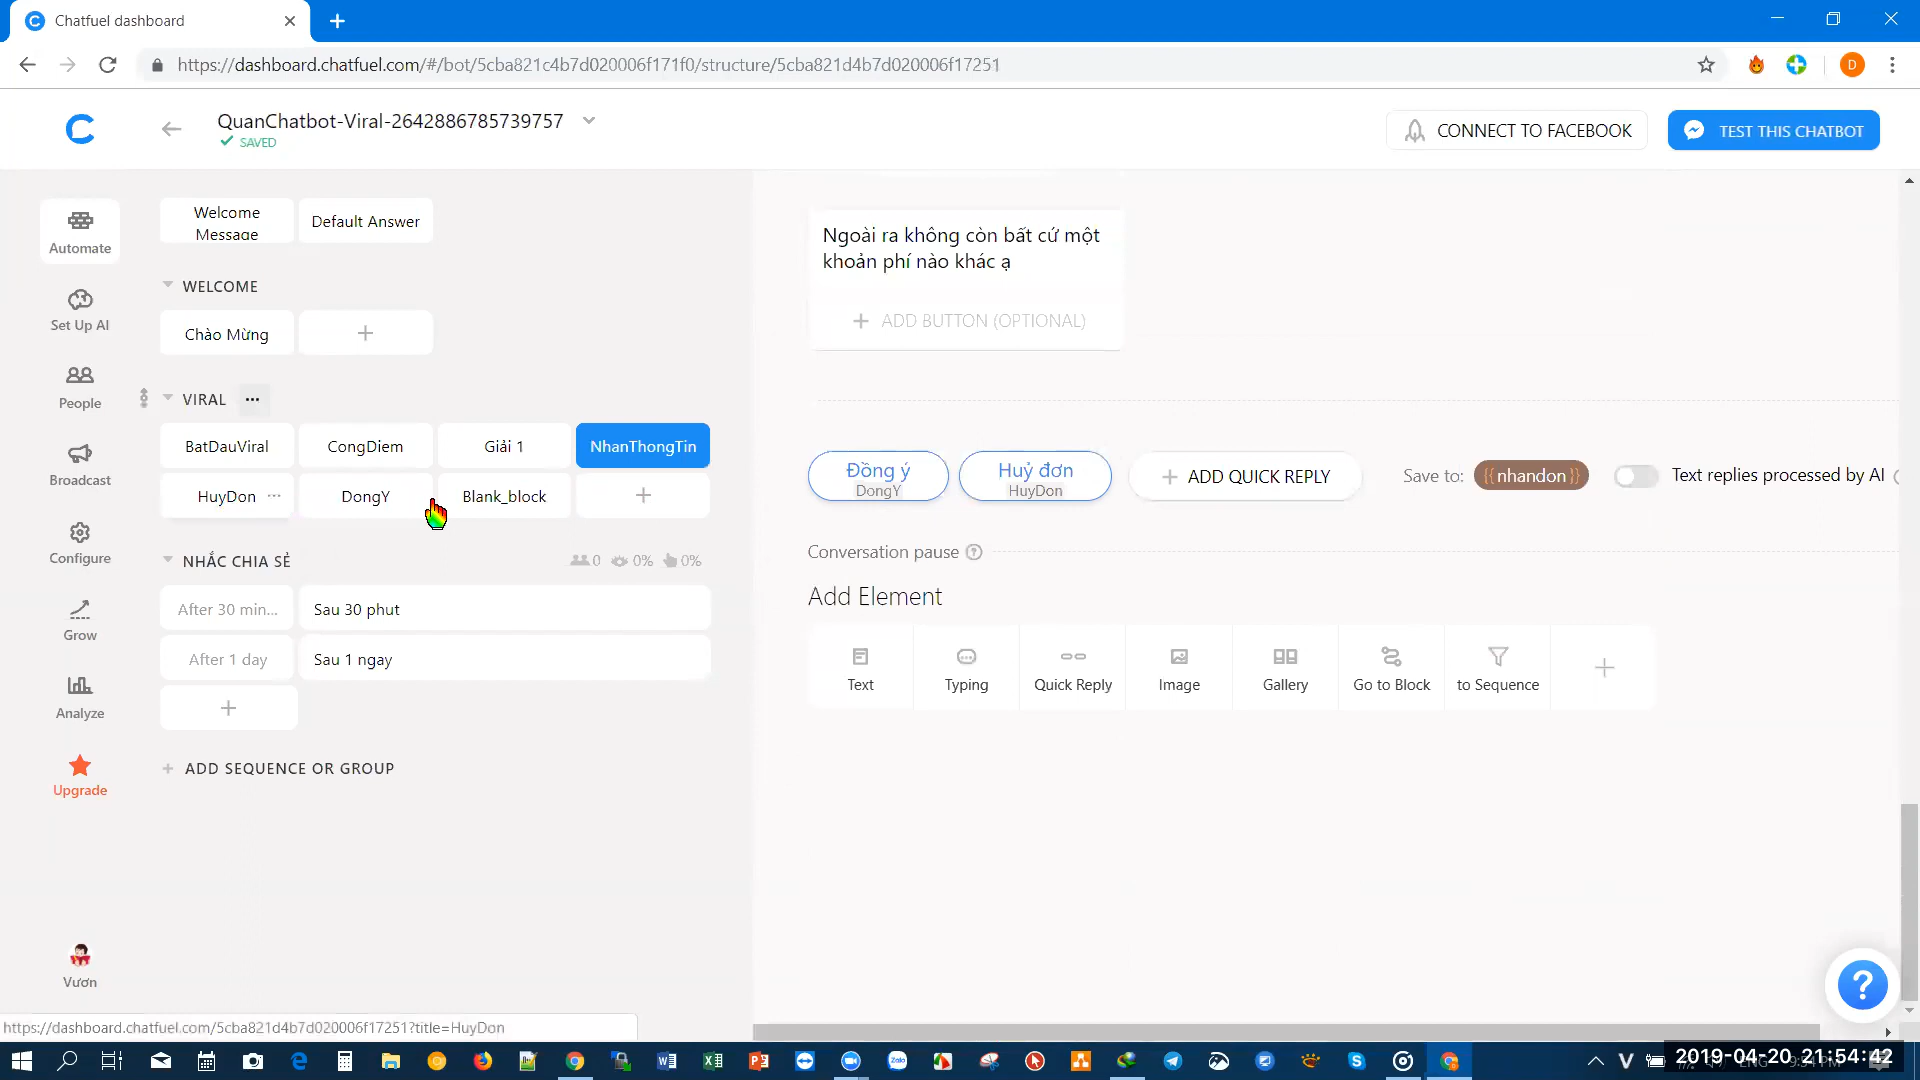 Chatfuel dashboard
https://dashboard.chatfuel.com/#/bot/5cba821c4b7d020006f171f0/structure/5cba821d4b7d020006f17251
D
QuanChatbot-Viral-2642886785739757
SAVED
CONNECT TO FACEBOOK
TEST THIS CHATBOT
Automate
Set Up AI
People
Broadcast
Configure
Grow
Analyze
Upgrade
Vươn
Welcome
Message
Default Answer
WELCOME
Chào Mừng
VIRAL
BatDauViral
CongDiem
Giải 1
NhanThongTin
HuyDon
DongY
Blank_block
NHẮC CHIA SẺ
0
0%
0%
After 30 min...
Sau 30 phut
After 1 day
Sau 1 ngay
ADD SEQUENCE OR GROUP
Ngoài ra không còn bất cứ một
khoản phí nào khác ạ
ADD BUTTON (OPTIONAL)
Đồng ý
DongY
Huỷ đơn
HuyDon
ADD QUICK REPLY
Save to:
{{nhandon}}
Text replies processed by AI
Conversation pause
Add Element
Text
Typing
Quick Reply
Image
Gallery
Go to Block
to Sequence
https://dashboard.chatfuel.com/5cba821d4b7d020006f17251?title=HuyDon
2019-04-20 21:54:42